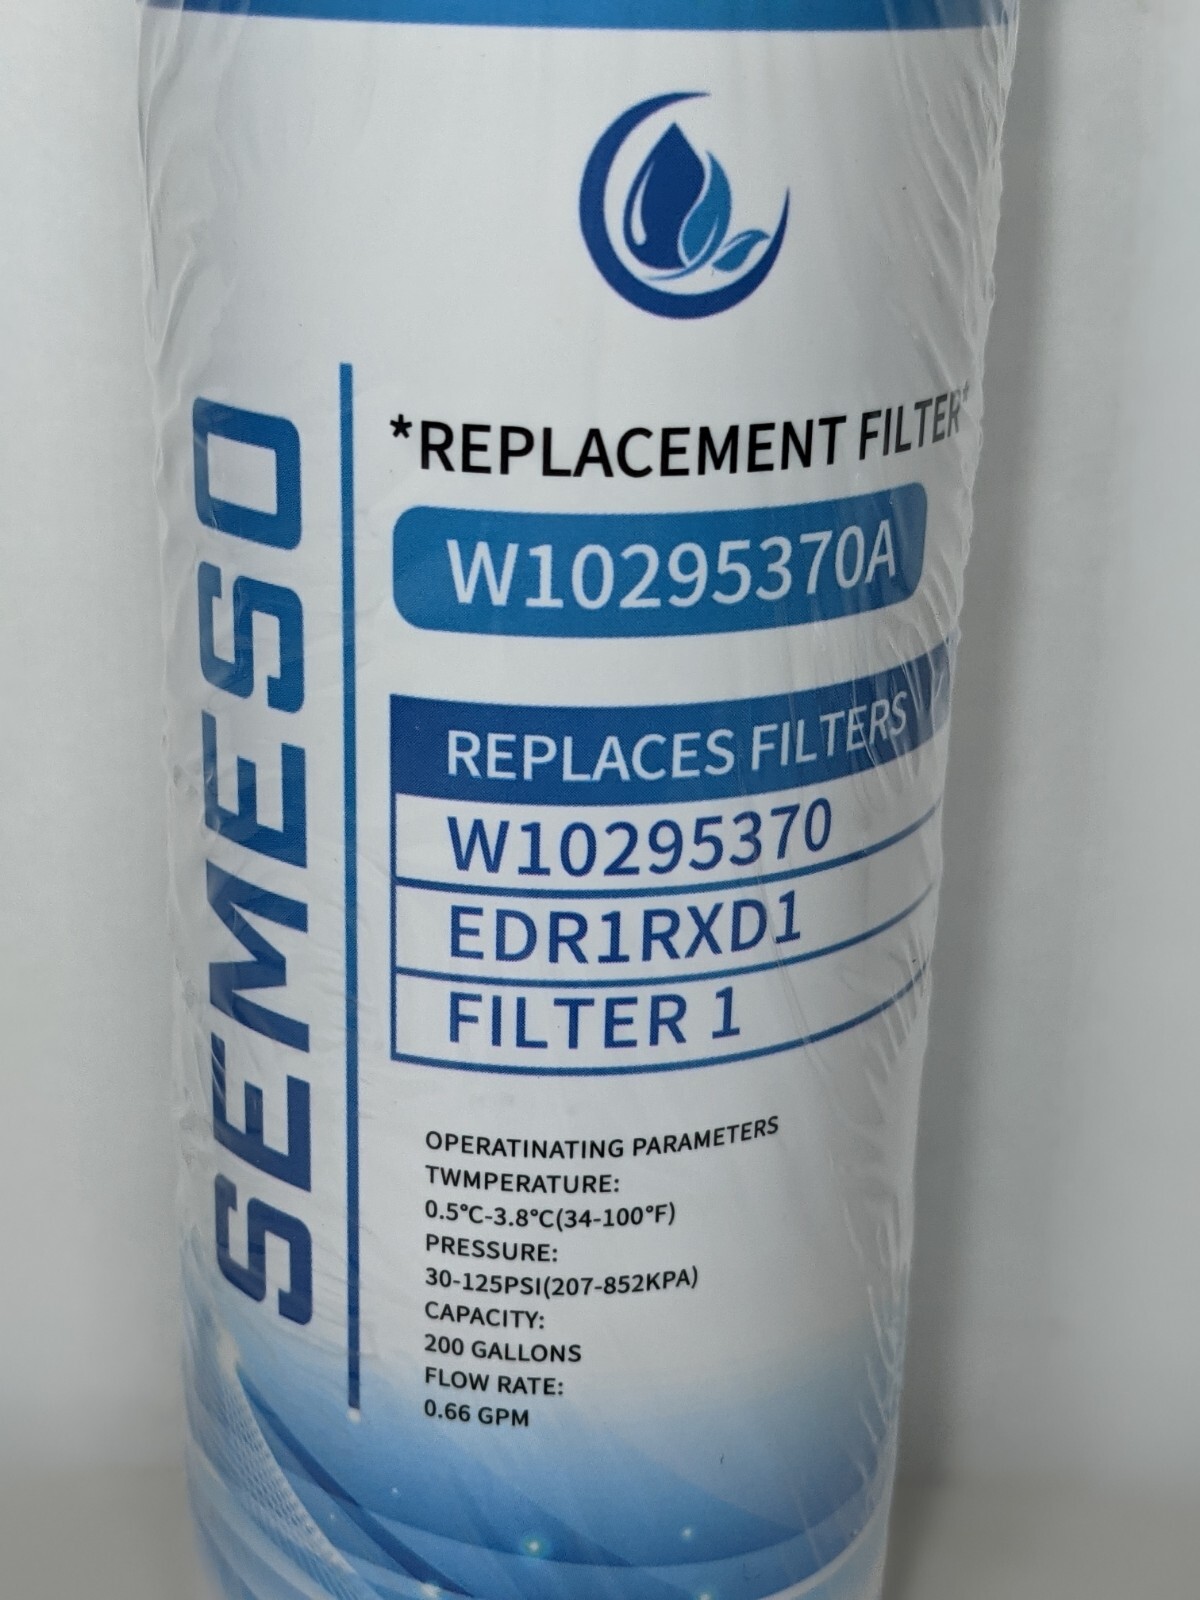 SEMESO
*REPLACEMENT FILTER*
W10295370A
REPLACES FILTERS
W10295370
EDR1RXD1
FILTER 1
OPERATINATING PARAMETERS
TWMPERATURE:
0.5°C-3.8°C(34-100°F)
PRESSURE:
30-125PSI(207-852KPA)
CAPACITY:
200 GALLONS
FLOW RATE:
0.66 GPM